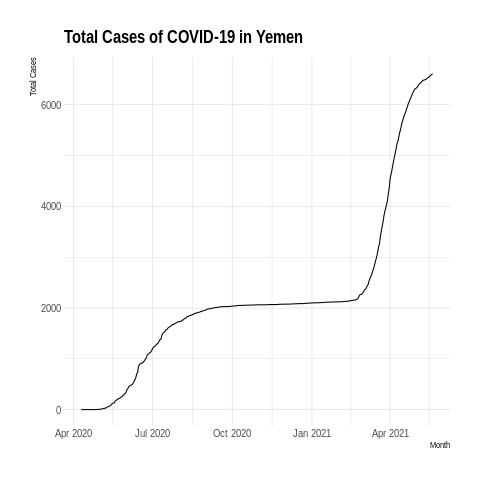 Total Cases of COVID-19 in Yemen
Total Cases
6000
4000
2000
0
Apr 2020 Jul 2020 Oct 2020 Jan 2021 Apr 2021
Month